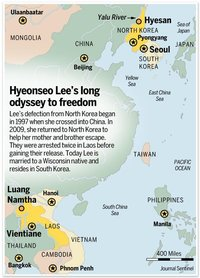 Ulaanbaatar
Yalu River
Hyesan
Sea of
Japan
NORTH KOREA
MONGOLIA
Pyongyang
CHINA
Seoul
JAPAN
SOUTH
KOREA
Beijing
Hyeonseo Lee's long
odyssey to freedom
Yellow
Sea
Lee's defection from North Korea began
in 1997 when she crossed into China. In
2009, she returned to North Korea to
help her mother and brother escape.
They were arrested twice in Laos before
gaining their release. Today Lee is
married to a Wisconsin native and
resides in South Korea.
East
China Sea
TAIWAN
PACIFIC
OCEAN
Luang
Namtha
Hanoi
South China
Sea
PHILIPPINES
LAOS
Vientiane
Manila
THAILAND
VIETNAM
CAMBODIA
400 Miles
Bangkok
Phnom Penh
Journal Sentinel